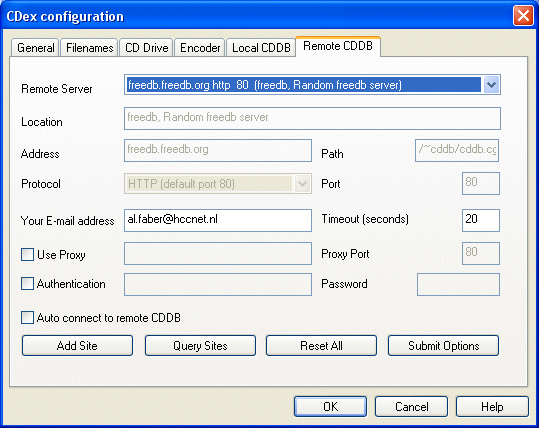 CDex configuration
General Filenames CD Drive Encoder Local CDDB Remote CDDB
Remote Server freedb.freedb.org http 80 (freedb, Random freedb server)
Location freedb, Random freedb server
Address freedb.freedb.org Path /~cddb/cddb.cg
Protocol HTTP (default port 80) Port 80
Your E-mail address al.faber@hccnet.nl Timeout (seconds) 20
Use Proxy Proxy Port 80
Authentication Password
Auto connect to remote CDDB
Add Site Query Sites Reset All Submit Options
OK Cancel Help